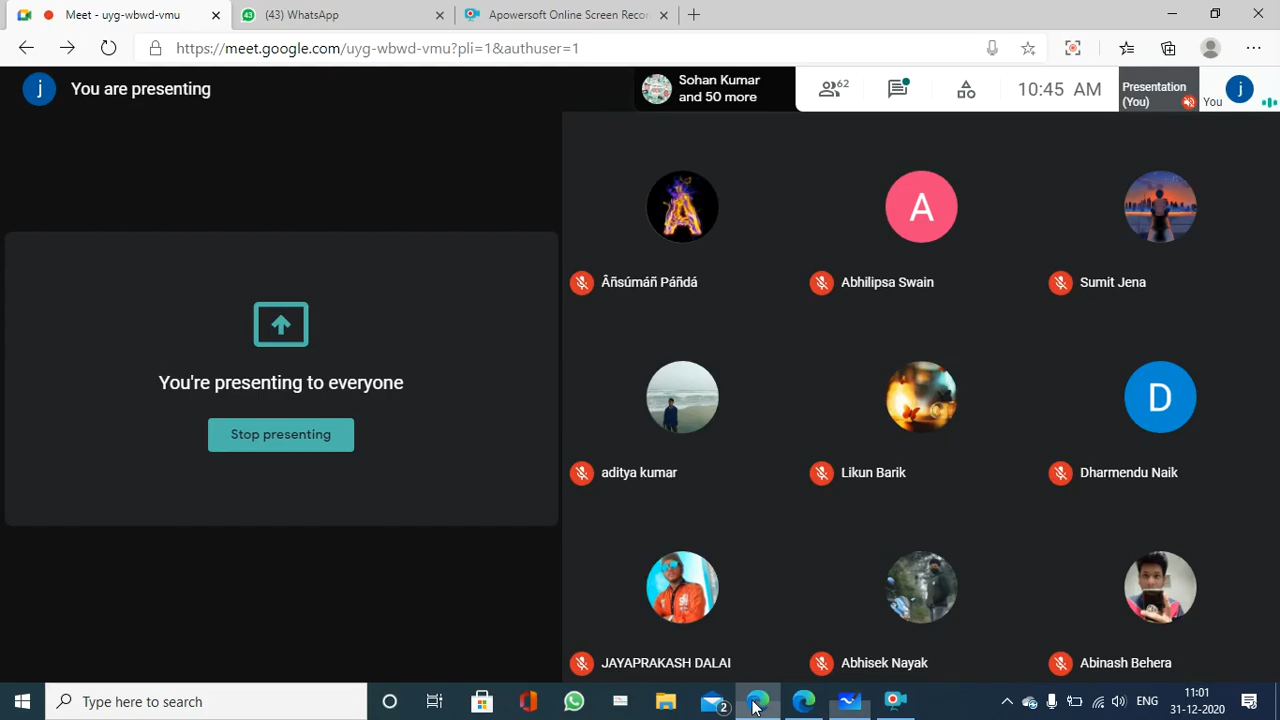 Meet - uyg-wbwd-vmu
(43) WhatsApp
Apowersoft Online Screen Recor
https://meet.google.com/uyg-wbwd-vmu?pli=1&authuser=1
j
You are presenting
Sohan Kumar
and 50 more
62
10:45 AM
Presentation
(You)
You
j
You're presenting to everyone
Stop presenting
Âñsúmáñ Páñdá
A
Abhilipsa Swain
Sumit Jena
aditya kumar
Likun Barik
D
Dharmendu Naik
JAYAPRAKASH DALAI
Abhisek Nayak
Abinash Behera
Type here to search
2
ENG
11:01
31-12-2020